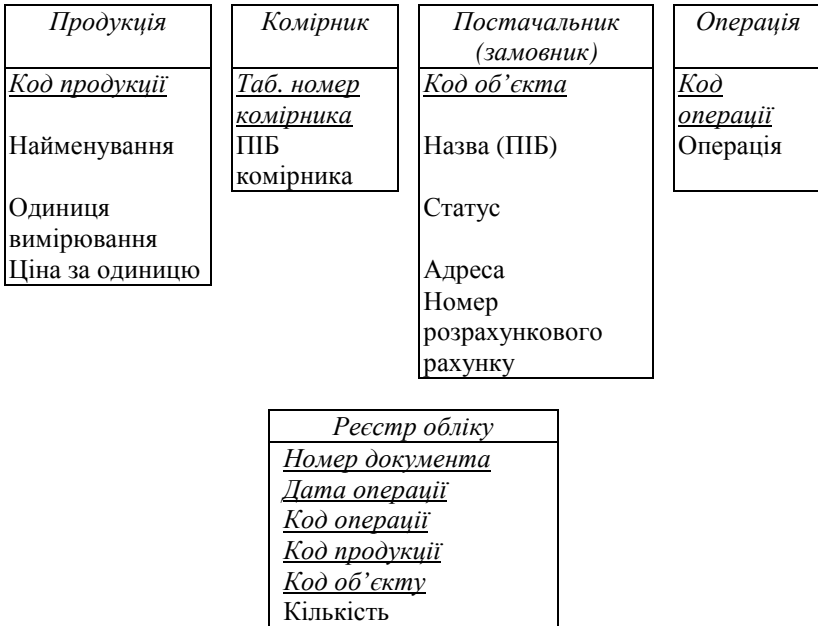 Продукція
Код продукції
Найменування
Одиниця
вимірювання
Ціна за одиницю
Комірник
Таб. номер
комірника
ПІБ
комірника
Постачальник
(замовник)
Код об’єкта
Назва (ПІБ)
Статус
Адреса
Номер
розрахункового
рахунку
Операція
Код
операції
Операція
Реєстр обліку
Номер документа
Дата операції
Код операції
Код продукції
Код об’єкту
Кількість